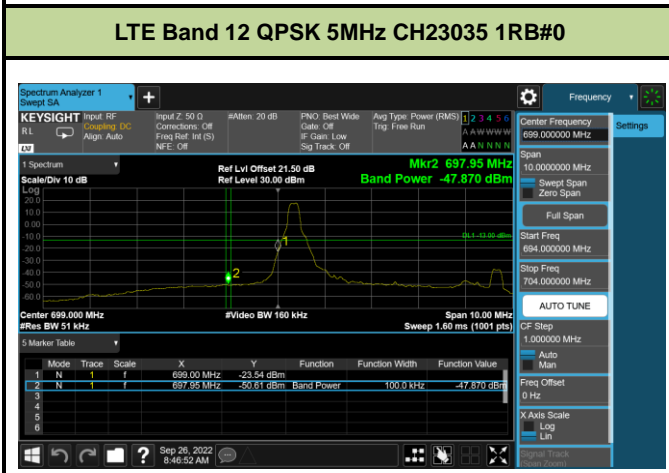 LTE Band 12 QPSK 5MHz CH23035 1RB#0
Spectrum Analyzer 1
Swept SA
+
Frequency
KEYSIGHT
RL
LXI
Input: RF
Coupling: DC
Align: Auto
Input Z: 50 Ω
Corrections: Off
Freq Ref: Int (S)
NFE: Off
#Atten: 20 dB
PNO: Best Wide
Gate: Off
IF Gain: Low
Sig Track: Off
Avg Type: Power (RMS)
Trig: Free Run
1 2 3 4 5 6
A A W W W W
A A N N N N
1 Spectrum
Scale/Div 10 dB
Ref Lvl Offset 21.50 dB
Ref Level 30.00 dBm
Mkr2 697.95 MHz
Band Power -47.870 dBm
Log
20.0
10.0
0.00
-10.0
-20.0
-30.0
-40.0
-50.0
-60.0
DL1 -13.00 dBm
1
2
Center 699.000 MHz
#Res BW 51 kHz
#Video BW 160 kHz
Span 10.00 MHz
Sweep 1.60 ms (1001 pts)
5 Marker Table
Mode Trace Scale X Y Function Function Width Function Value
1 N 1 f 699.00 MHz -23.54 dBm
2 N 1 f 697.95 MHz -50.61 dBm Band Power 100.0 kHz -47.870 dBm
3
4
5
6
Center Frequency
699.000000 MHz
Settings
Span
10.0000000 MHz
Swept Span
Zero Span
Full Span
Start Freq
694.000000 MHz
Stop Freq
704.000000 MHz
AUTO TUNE
CF Step
1.000000 MHz
Auto
Man
Freq Offset
0 Hz
X Axis Scale
Log
Lin
Signal Track
(Span Zoom)
?
Sep 26, 2022
8:46:52 AM